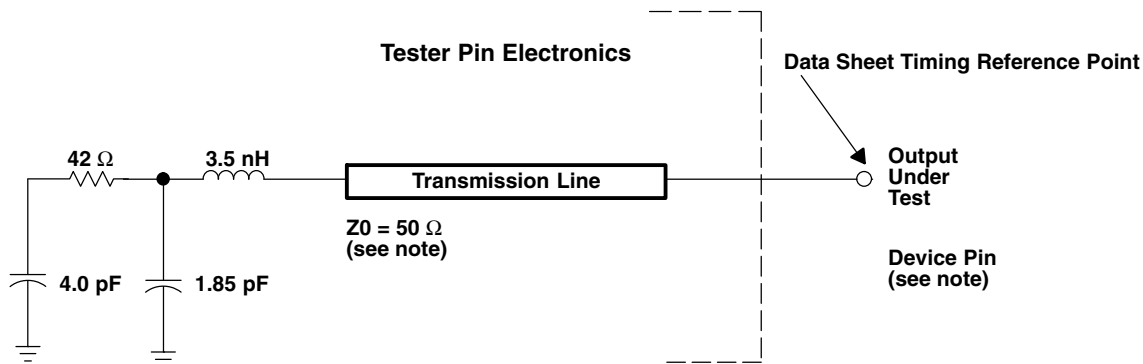 Tester Pin Electronics
Data Sheet Timing Reference Point
42 Ω
3.5 nH
Transmission Line
Output
Under
Test
Z0 = 50 Ω
(see note)
Device Pin
(see note)
4.0 pF
1.85 pF